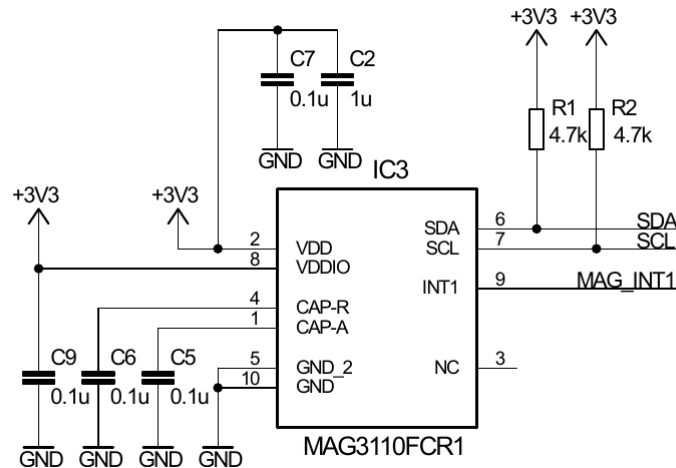 +3V3 +3V3
C7 C2
0.1u 1u
R1 R2
4.7k 4.7k
GND GND
IC3
+3V3 +3V3
SDA 6 SDA
2 VDD SCL 7 SCL
8 VDDIO
INT1 9 MAG_INT1
4 CAP-R
1 CAP-A
C9 C6 C5
5 GND_2 NC 3
10 GND
0.1u 0.1u 0.1u
GND GND GND GND
MAG3110FCR1